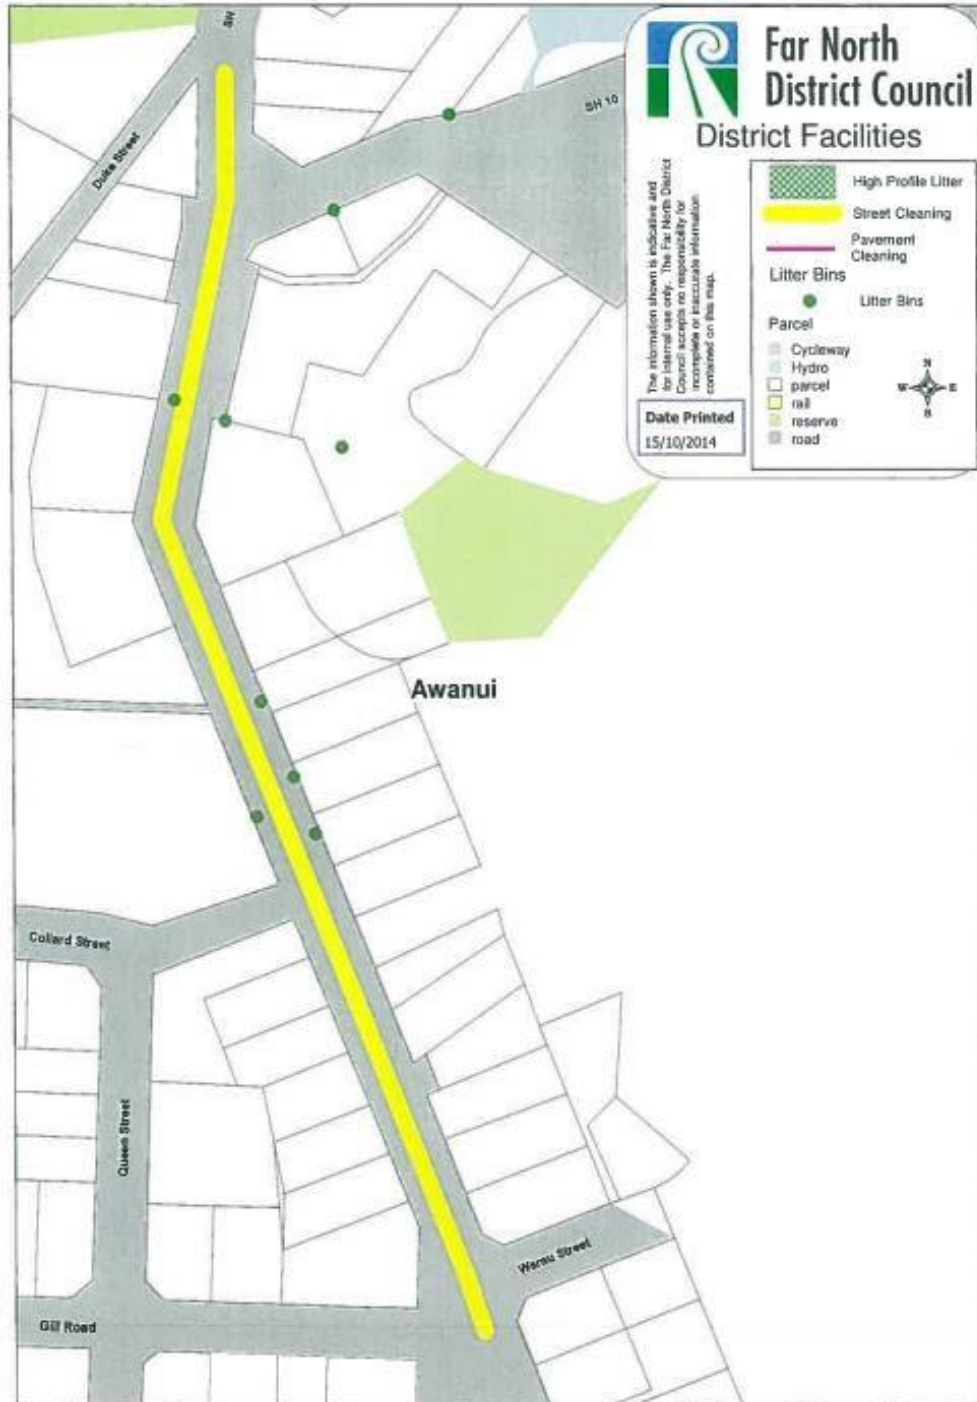 SH
Duke Street
SH 10
Far North
District Council
District Facilities
The information shown is indicative and
for internal use only. The Far North District
Council accepts no responsibility for
incomplete or inaccurate information
contained on this map.
Date Printed
15/10/2014
High Profile Litter
Street Cleaning
Pavement
Cleaning
Litter Bins
Litter Bins
Parcel
Cycleway
Hydro
parcel
rail
reserve
road
N
W E
S
Awanui
Collard Street
Queen Street
Gill Road
Street